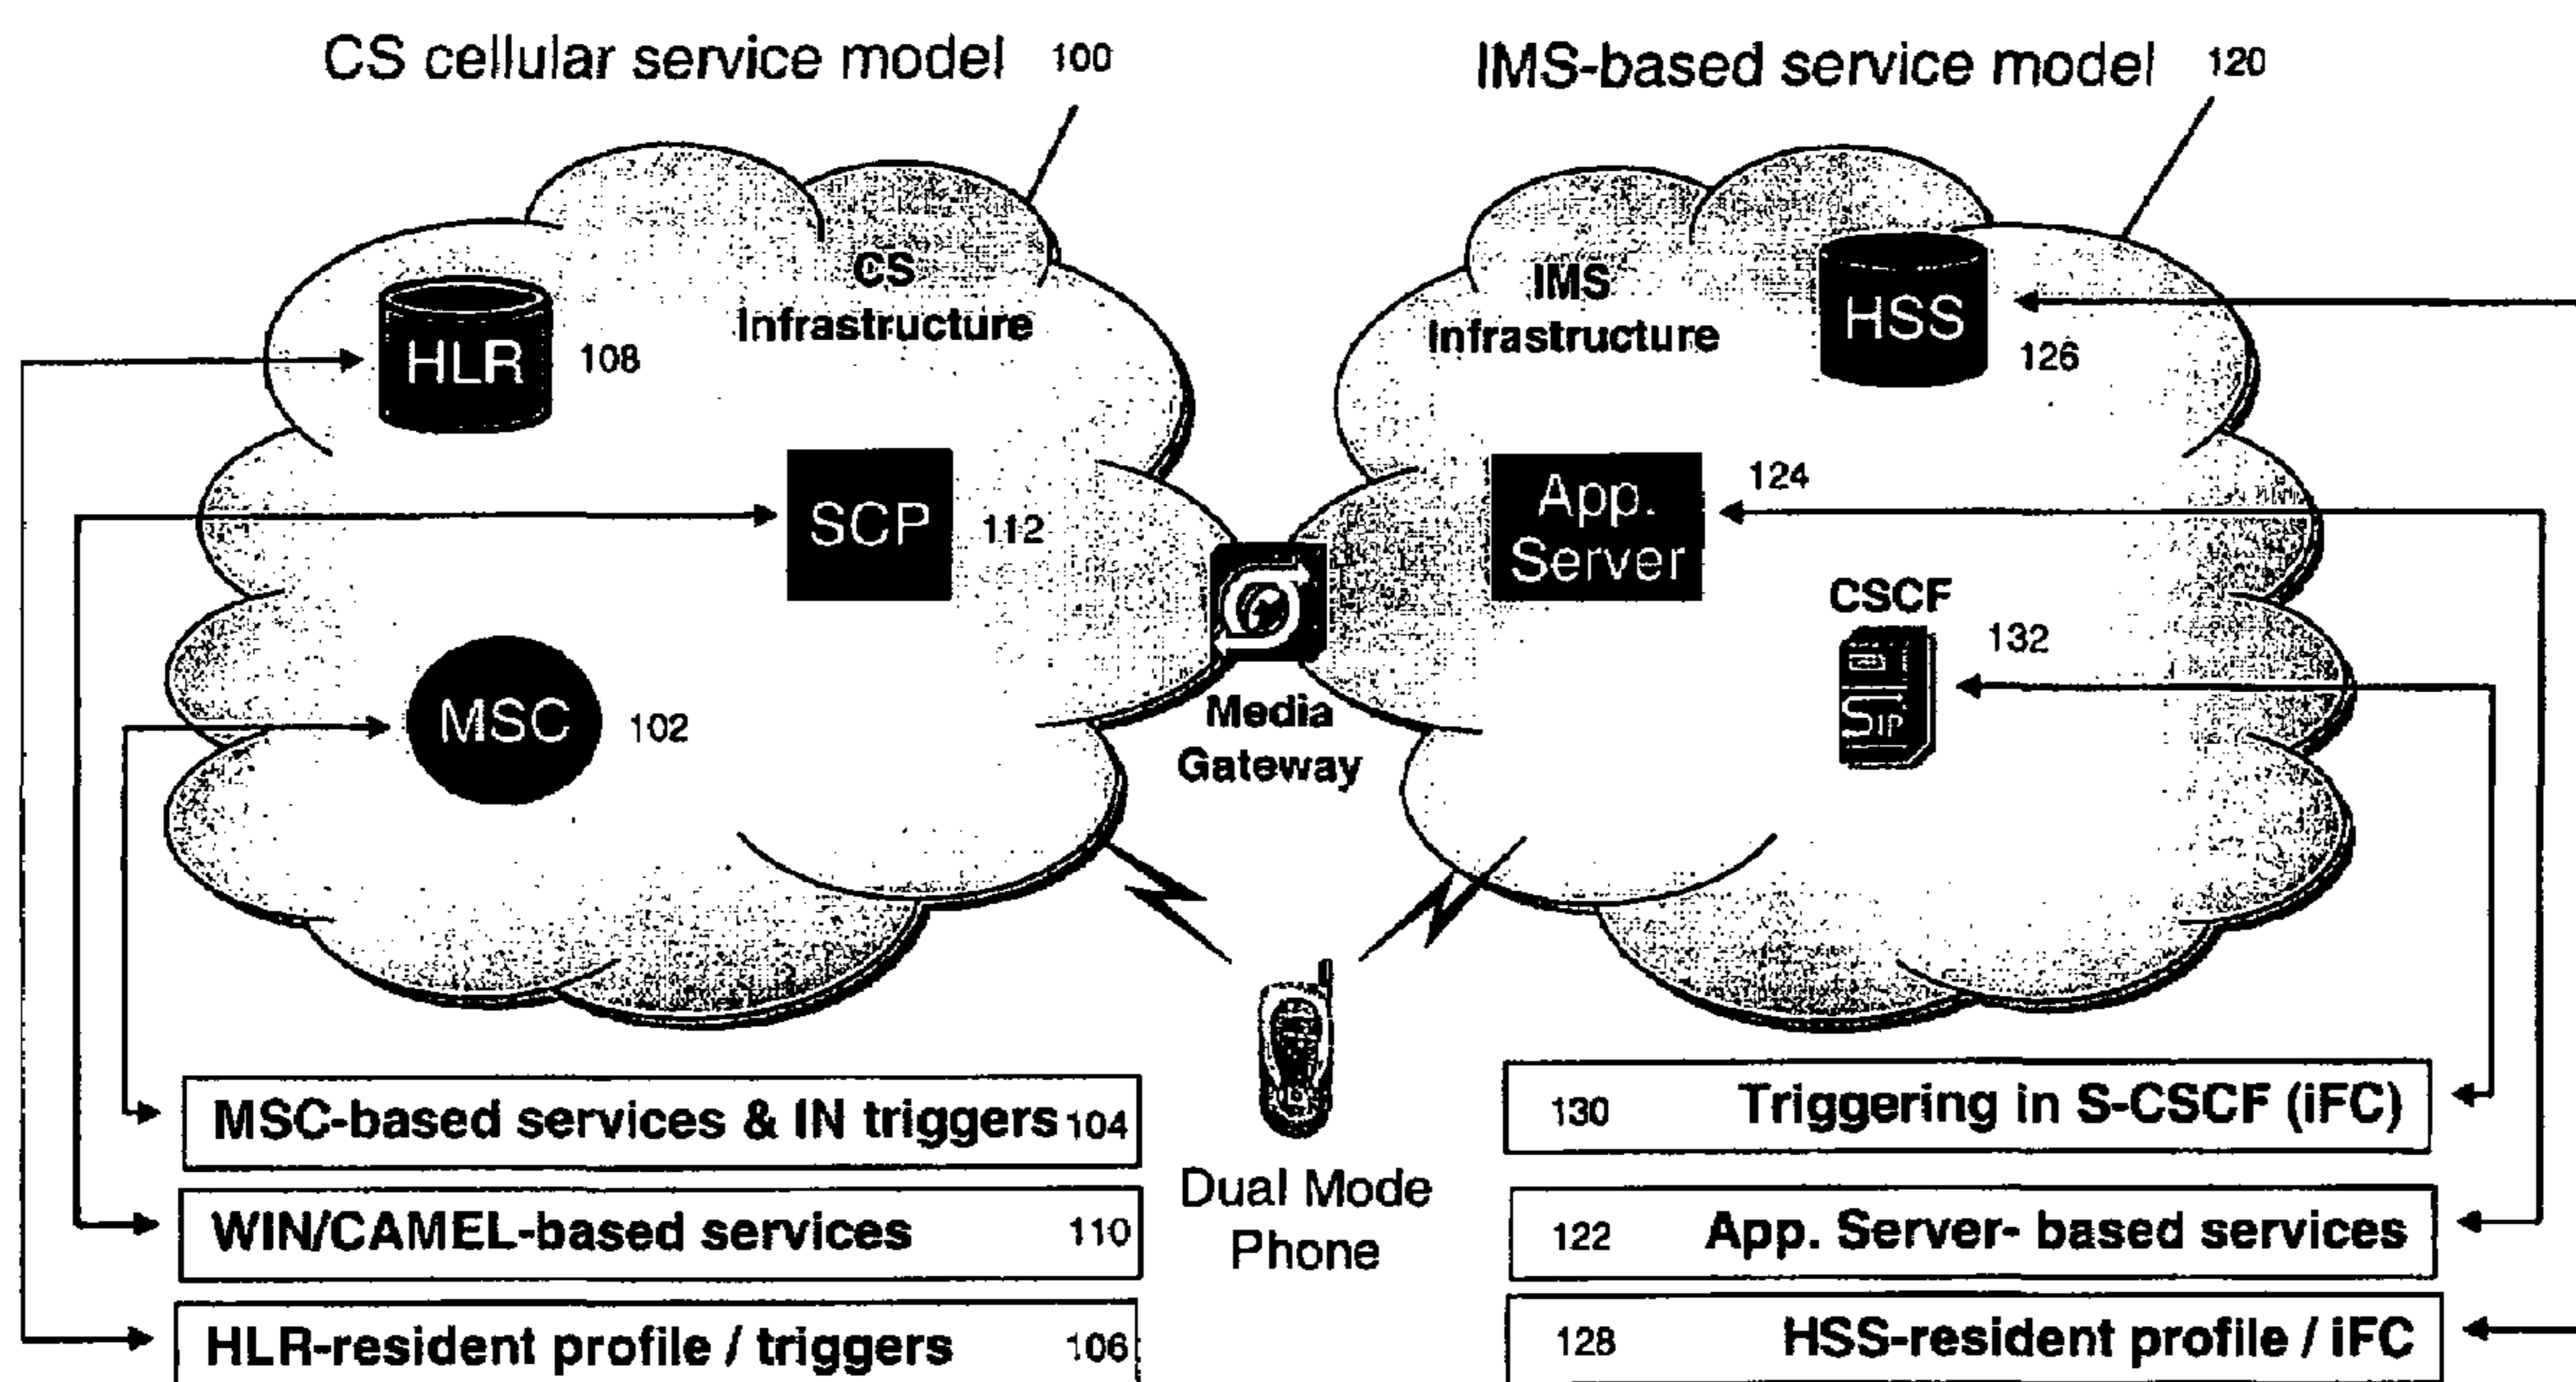 CS cellular service model 100
IMS-based service model 120
CS
Infrastructure
HLR 108
SCP 112
MSC 102
IMS
Infrastructure
HSS
126
App.
Server
124
CSCF
132
SIP
Media
Gateway
MSC-based services & IN triggers 104
WIN/CAMEL-based services 110
HLR-resident profile / triggers 106
Dual Mode
Phone
130 Triggering in S-CSCF (iFC)
122 App. Server- based services
128 HSS-resident profile / iFC